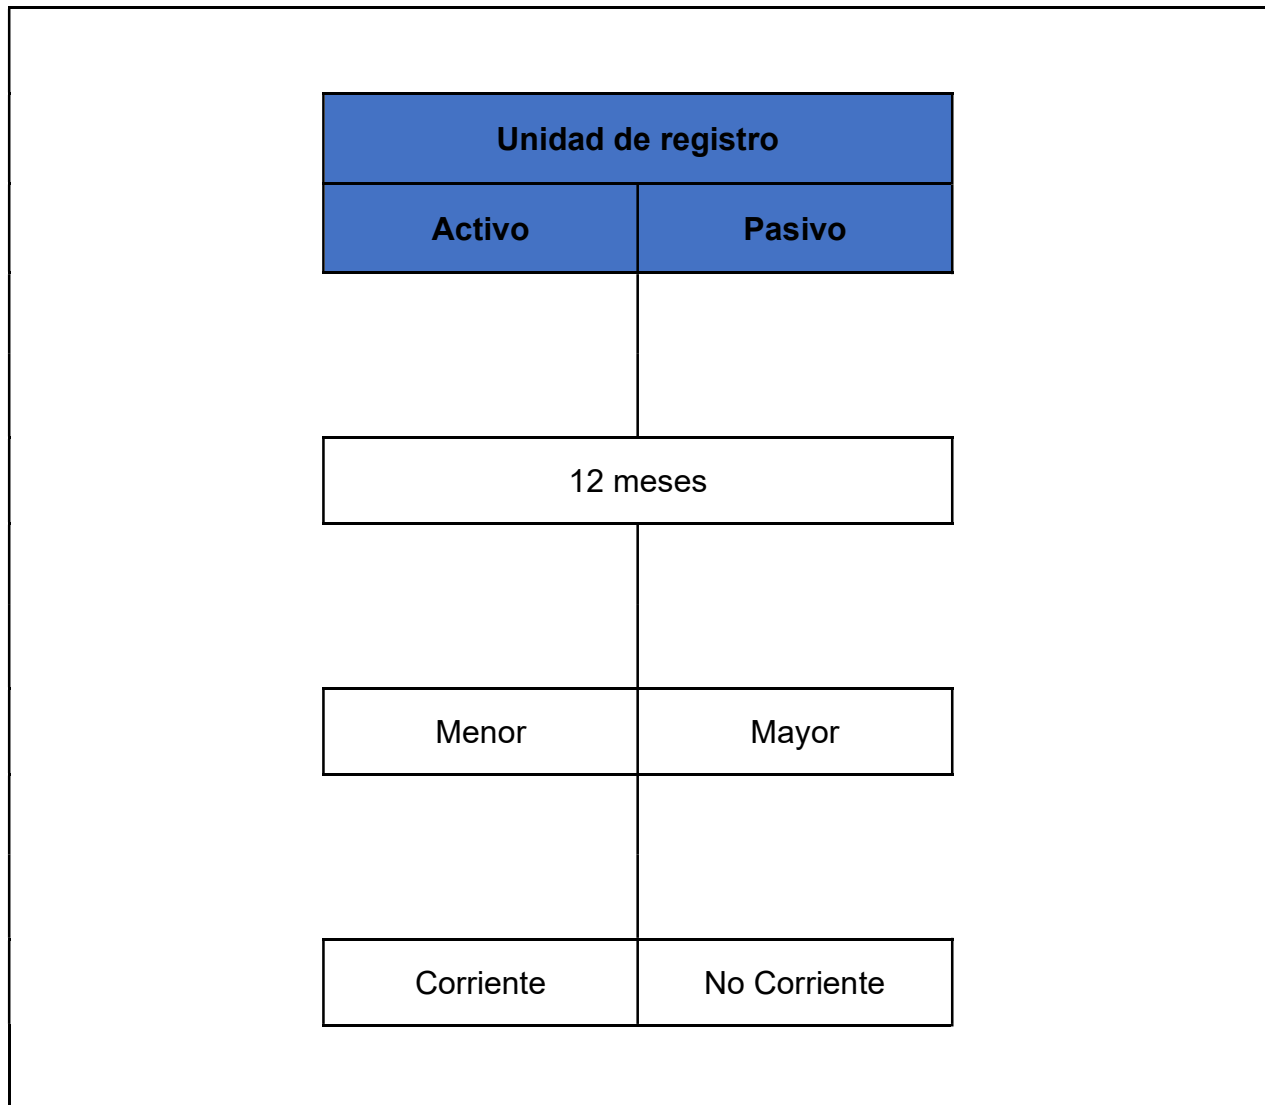 Unidad de registro
Activo Pasivo
12 meses
Menor Mayor
Corriente No Corriente